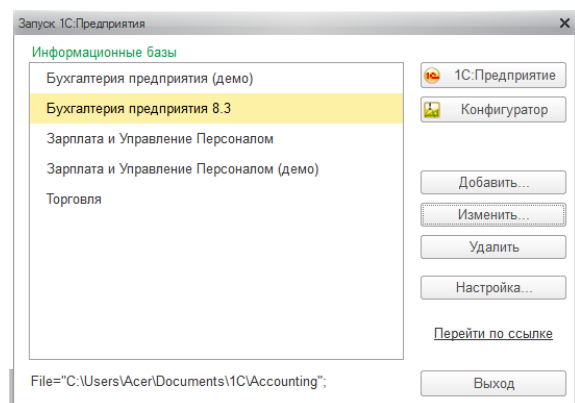 Запуск 1С:Предприятия
Информационные базы
Бухгалтерия предприятия (демо)
Бухгалтерия предприятия 8.3
Зарплата и Управление Персоналом
Зарплата и Управление Персоналом (демо)
Торговля
1С:Предприятие
Конфигуратор
Добавить...
Изменить...
Удалить
Настройка...
Перейти по ссылке
File="C:\Users\Acer\Documents\1C\Accounting";
Выход